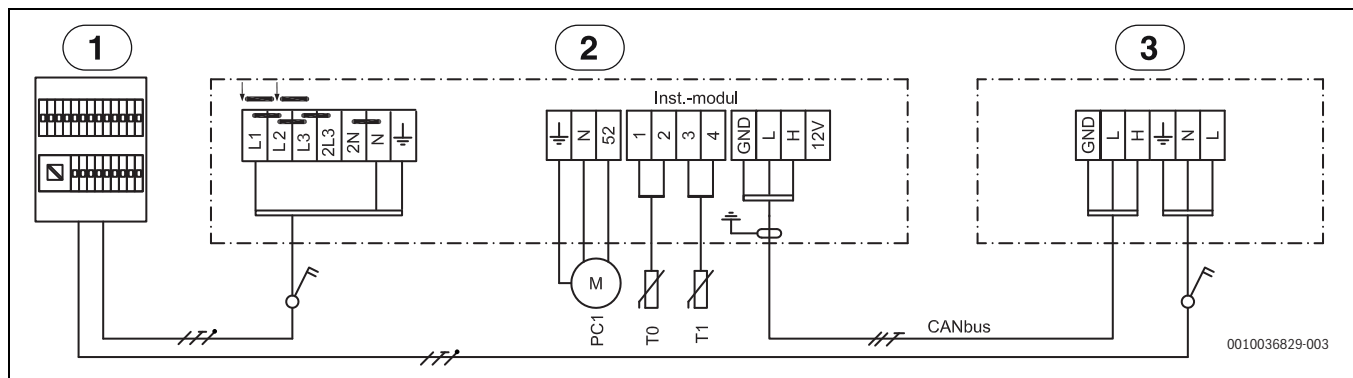 1
2
3
Inst.-modul
L1 L2 L3 2L3 2N N
N 52
1 2 3 4
GND L H 12V
GND L H N L
M
PC1
T0
T1
CANbus
0010036829-003